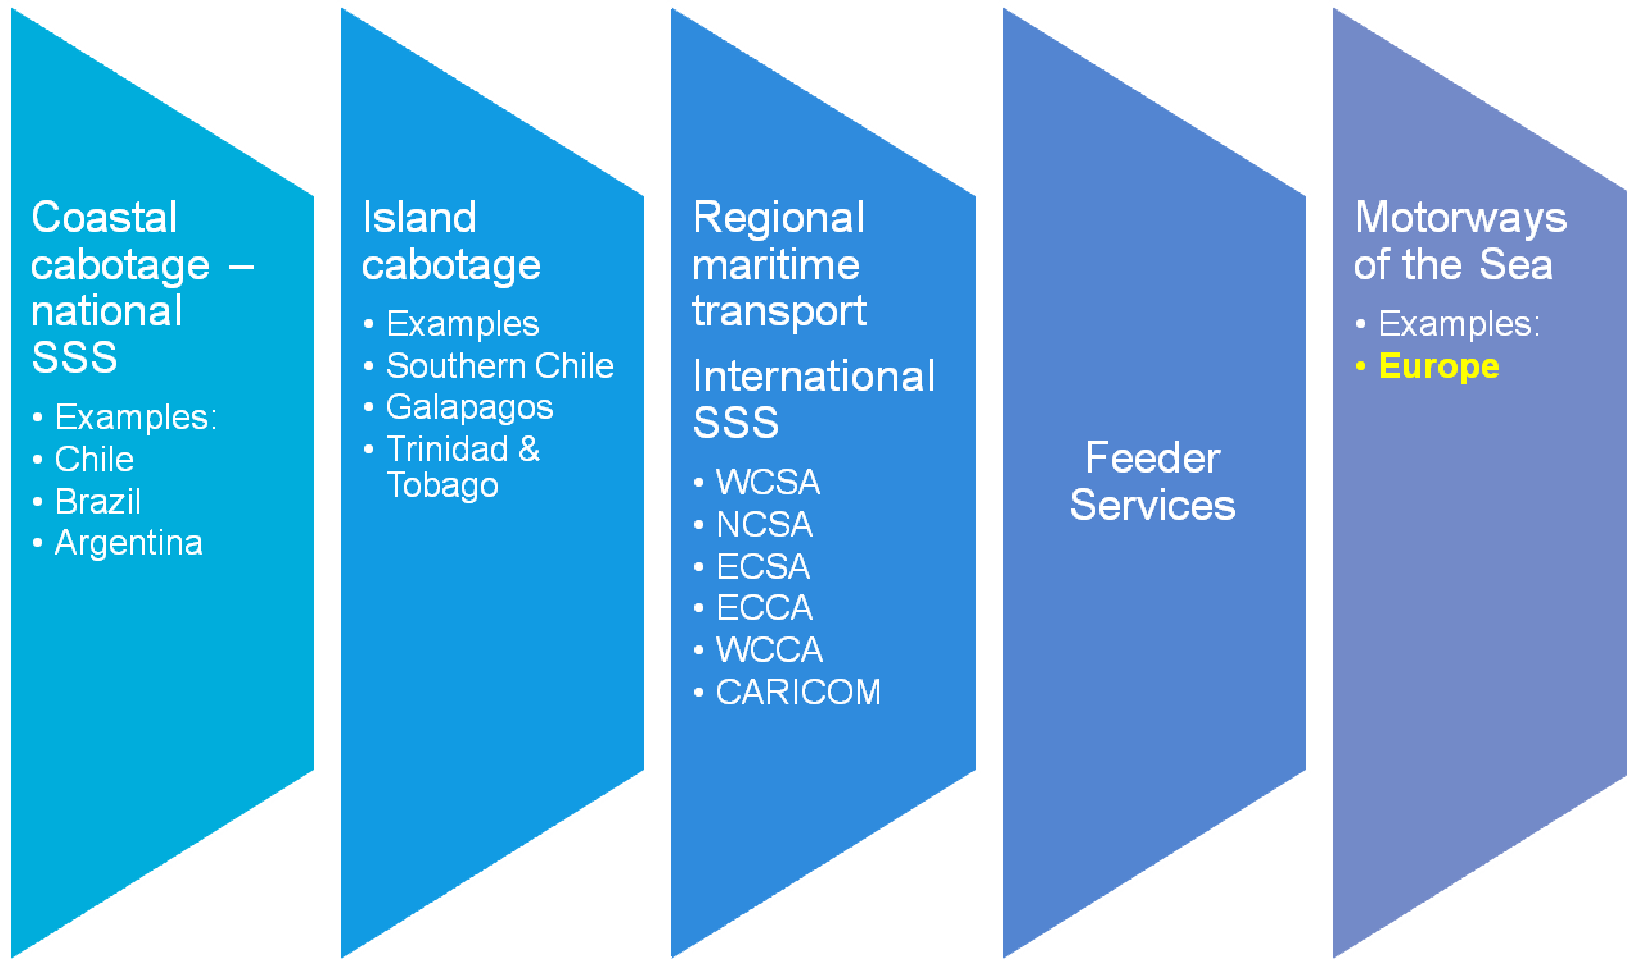 Coastal
cabotage –
national
SSS
• Examples:
• Chile
• Brazil
• Argentina
Island
cabotage
• Examples
• Southern Chile
• Galapagos
• Trinidad &
Tobago
Regional
maritime
transport
International
SSS
• WCSA
• NCSA
• ECSA
• ECCA
• WCCA
• CARICOM
Feeder
Services
Motorways
of the Sea
• Examples:
• Europe